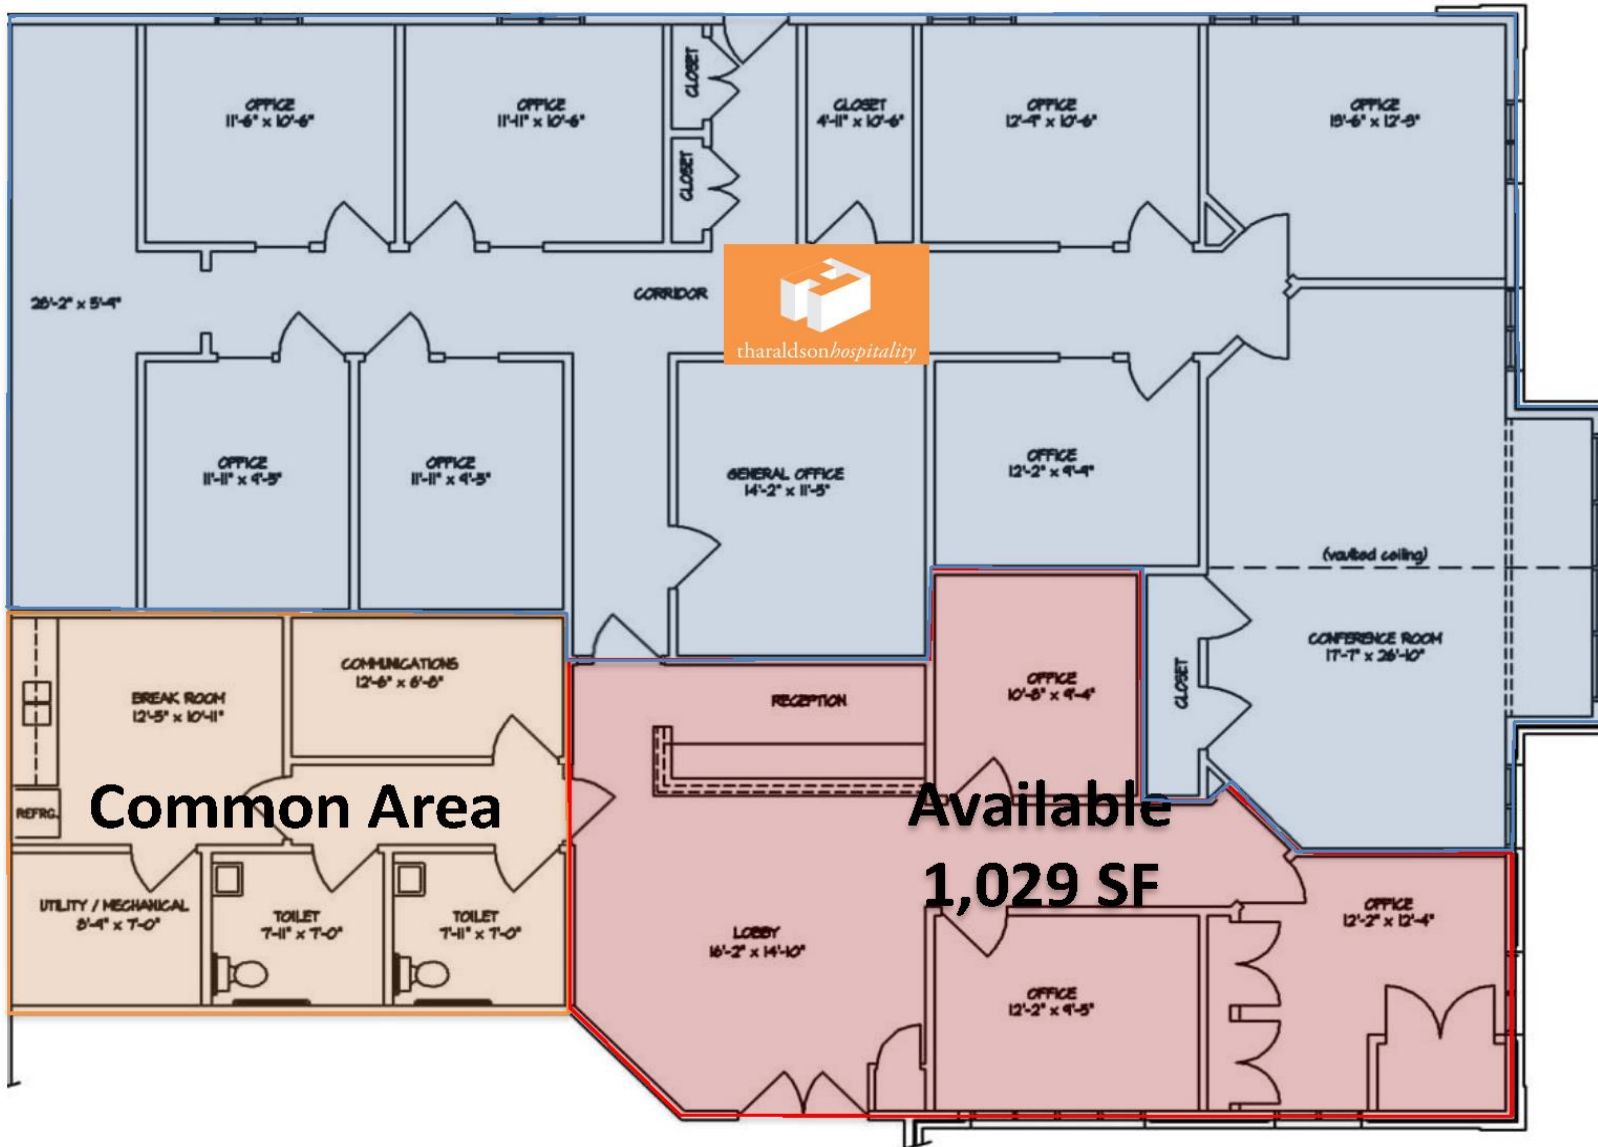 OFFICE
11'-6" x 10'-6"
OFFICE
11'-11" x 10'-6"
CLOSET
CLOSET
CLOSET
4'-11" x 10'-6"
OFFICE
12'-9" x 10'-6"
OFFICE
15'-6" x 12'-5"
26'-2" x 5'-9"
CORRIDOR
tharaldsonhospitality
OFFICE
11'-11" x 9'-5"
OFFICE
11'-11" x 9'-5"
GENERAL OFFICE
14'-2" x 11'-5"
OFFICE
12'-2" x 9'-9"
(vaulted ceiling)
CONFERENCE ROOM
17'-7" x 26'-10"
CLOSET
BREAK ROOM
12'-5" x 10'-11"
COMMUNICATIONS
12'-6" x 6'-8"
RECEPTION
OFFICE
10'-8" x 9'-4"
REFRG.
Common Area
Available
1,029 SF
UTILITY / MECHANICAL
8'-9" x 7'-0"
TOILET
7'-11" x 7'-0"
TOILET
7'-11" x 7'-0"
LOBBY
16'-2" x 14'-10"
OFFICE
12'-2" x 9'-5"
OFFICE
12'-2" x 12'-4"